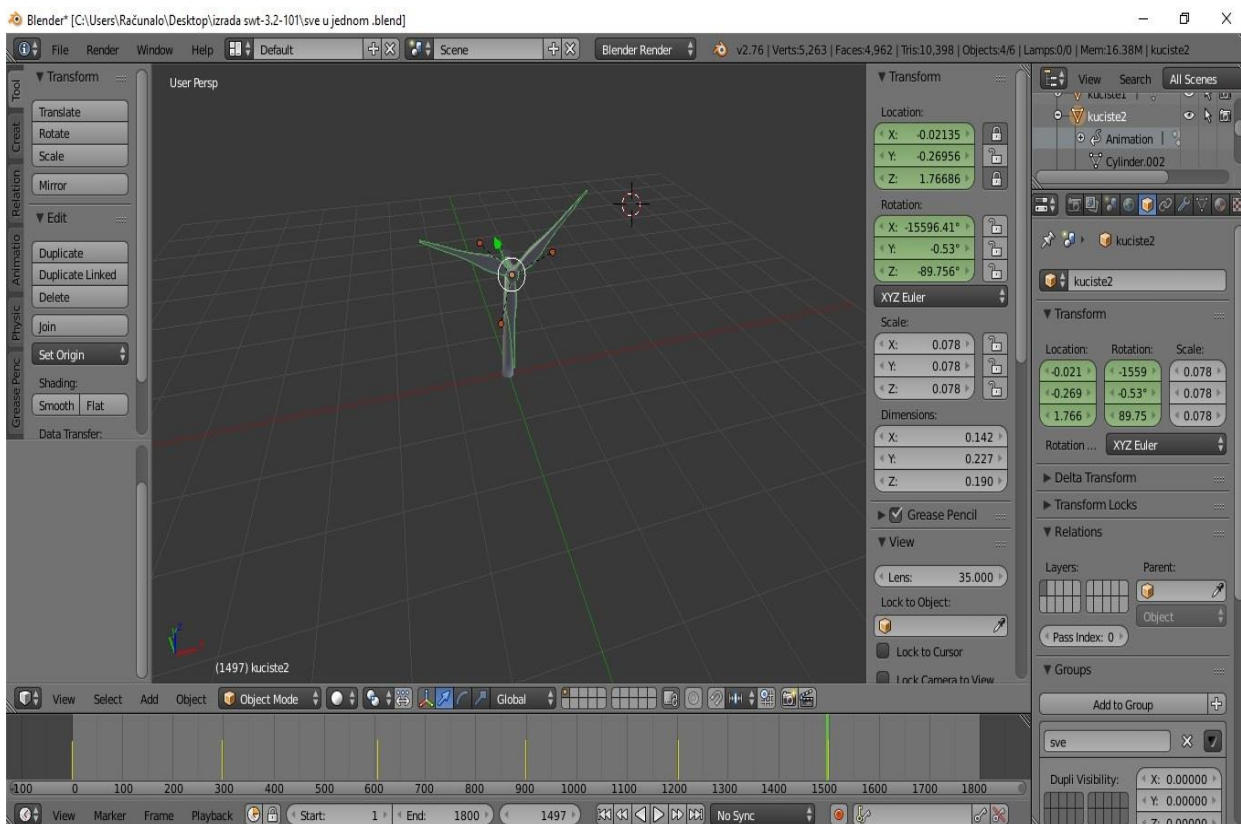 Blender* [C:\Users\Računalo\Desktop\izrada swt-3.2-101\sve u jednom .blend]
File Render Window Help Default Scene Blender Render v2.76 | Verts:5,263 | Faces:4,962 | Tris:10,398 | Objects:4/6 | Lamps:0/0 | Mem:16.38M | kuciste2
Tool
Creat
Relation
Animatio
Physic
Grease Penc
Transform
Translate
Rotate
Scale
Mirror
Edit
Duplicate
Duplicate Linked
Delete
Join
Set Origin
Shading:
Smooth Flat
Data Transfer:
User Persp
(1497) kuciste2
Transform
Location:
X: -0.02135
Y: -0.26956
Z: 1.76686
Rotation:
X: -15596.41°
Y: -0.53°
Z: -89.756°
XYZ Euler
Scale:
X: 0.078
Y: 0.078
Z: 0.078
Dimensions:
X: 0.142
Y: 0.227
Z: 0.190
Grease Pencil
View
Lens: 35.000
Lock to Object:
Lock to Cursor
Lock Camera to View
View Search All Scenes
kuciste1
kuciste2
Animation
Cylinder.002
kuciste2
kuciste2
Transform
Location: Rotation: Scale:
-0.021 -1559 0.078
-0.269 -0.53° 0.078
1.766 89.75 0.078
Rotation ... XYZ Euler
Delta Transform
Transform Locks
Relations
Layers: Parent:
Object
Pass Index: 0
Groups
Add to Group
sve
Dupli Visibility: X: 0.00000
Y: 0.00000
Z: 0.00000
View Select Add Object Object Mode Global
-100 0 100 200 300 400 500 600 700 800 900 1000 1100 1200 1300 1400 1500 1600 1700 1800
View Marker Frame Playback Start: 1 End: 1800 1497 No Sync